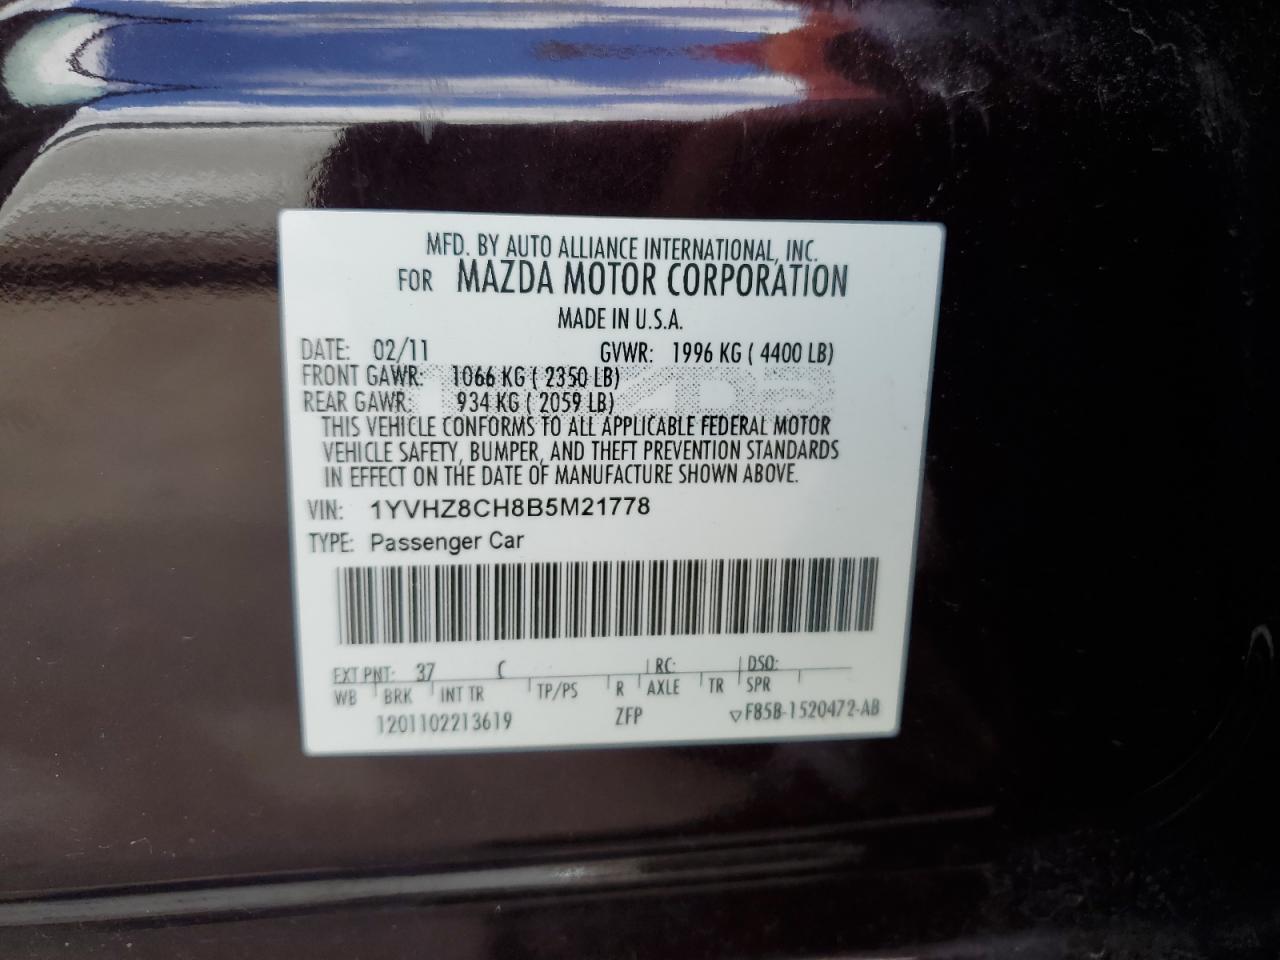 MFD. BY AUTO ALLIANCE INTERNATIONAL, INC.
FOR MAZDA MOTOR CORPORATION
MADE IN U.S.A.
DATE: 02/11 GVWR: 1996 KG ( 4400 LB)
FRONT GAWR: 1066 KG ( 2350 LB)
REAR GAWR: 934 KG ( 2059 LB)
THIS VEHICLE CONFORMS TO ALL APPLICABLE FEDERAL MOTOR
VEHICLE SAFETY, BUMPER, AND THEFT PREVENTION STANDARDS
IN EFFECT ON THE DATE OF MANUFACTURE SHOWN ABOVE.
VIN: 1YVHZ8CH8B5M21778
TYPE: Passenger Car
EXT PNT: 37 C RC: DSO:
WB BRK INT TR TP/PS R AXLE TR SPR
1201102213619 ZFP F85B-1520472-AB